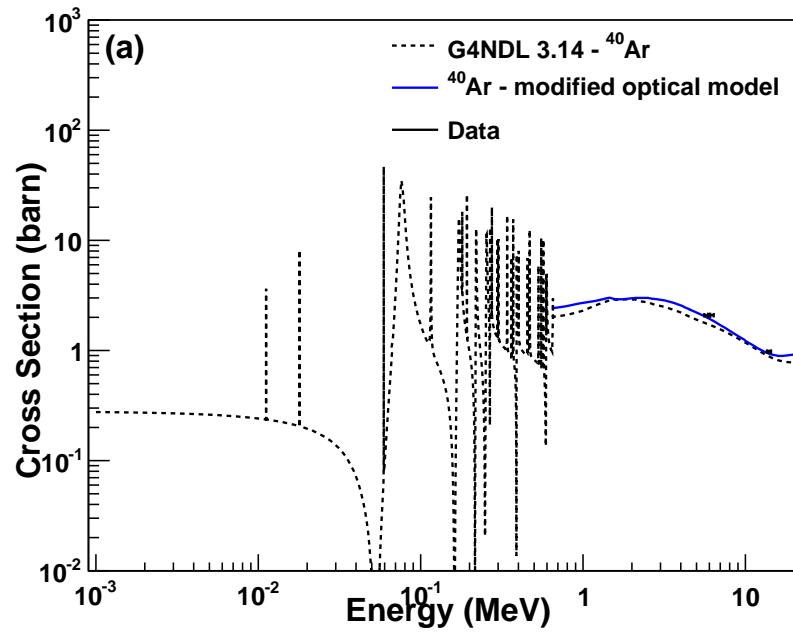 (a)
G4NDL 3.14 - ⁴⁰Ar
⁴⁰Ar - modified optical model
Data
Cross Section (barn)
10³
10²
10
1
10⁻¹
10⁻²
10⁻³ 10⁻² 10⁻¹ 1 10
Energy (MeV)